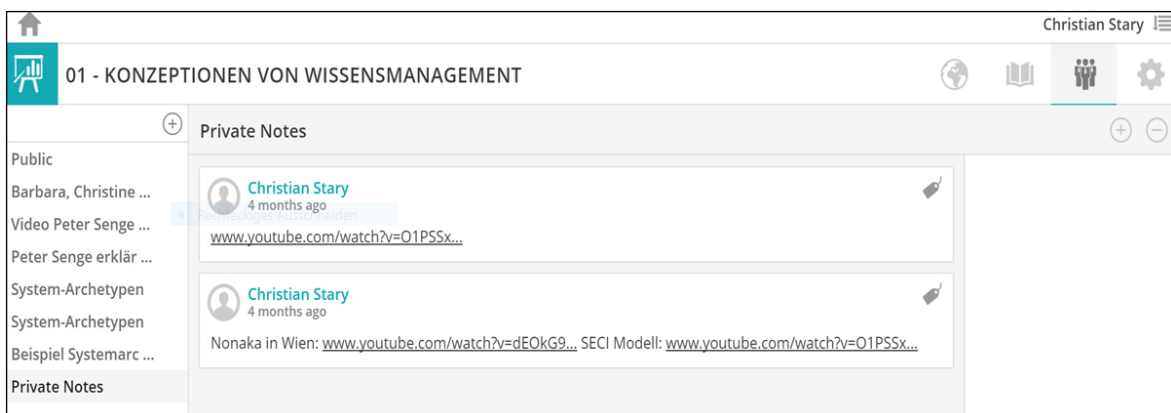 Christian Stary
01 - KONZEPTIONEN VON WISSENSMANAGEMENT
Private Notes
Public
Barbara, Christine ...
Video Peter Senge ...
Peter Senge erklär ...
System-Archetypen
System-Archetypen
Beispiel Systemarc ...
Private Notes
Christian Stary
4 months ago
Rechteckiges Ausschneiden
www.youtube.com/watch?v=O1PSSx...
Christian Stary
4 months ago
Nonaka in Wien: www.youtube.com/watch?v=dEOkG9... SECI Modell: www.youtube.com/watch?v=O1PSSx...